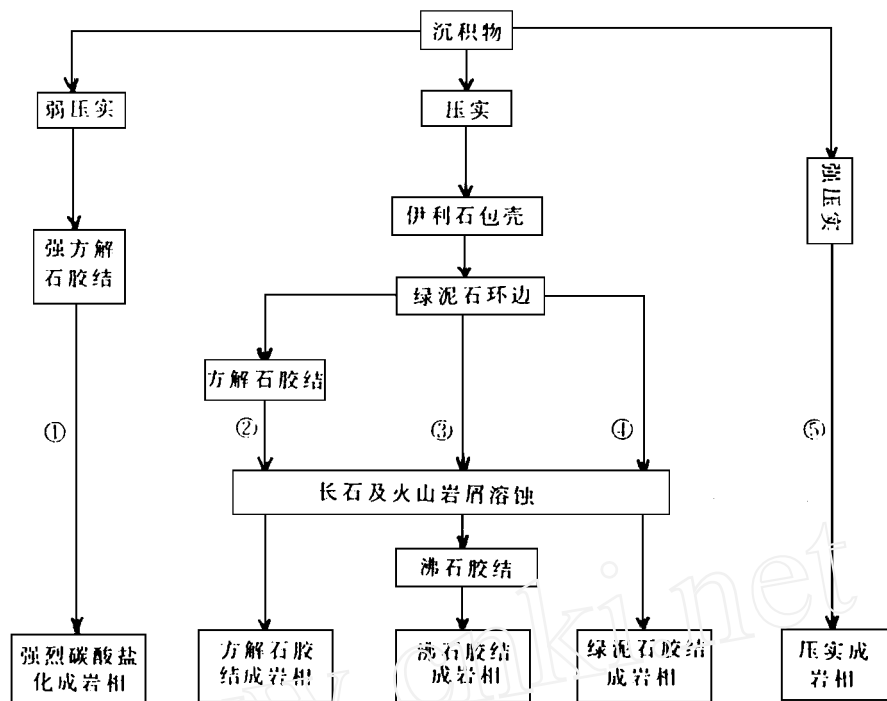 沉积物
弱压实
压实
强压实
伊利石包壳
强方解
石胶结
绿泥石环边
方解石胶结
①
②
③
④
⑤
长石及火山岩屑溶蚀
沸石胶结
强烈碳酸盐
化成岩相
方解石胶
结成岩相
沸石胶结
成岩相
绿泥石胶结
成岩相
压实成
岩相
www.cnki.net